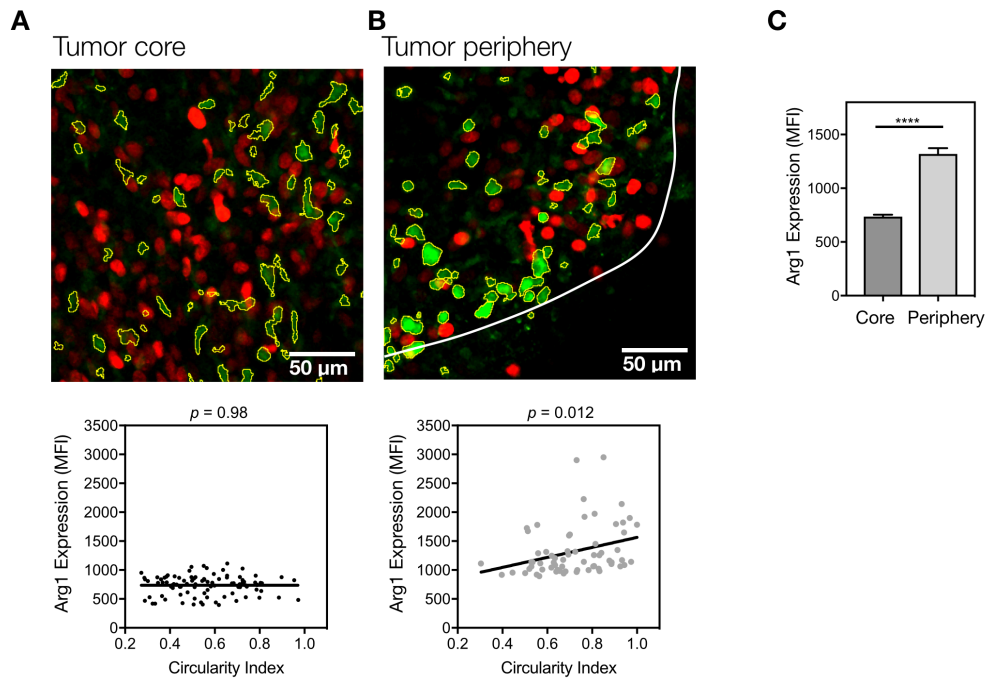 A
Tumor core
50 µm
p = 0.98
3500
3000
2500
2000
1500
1000
500
0
Arg1 Expression (MFI)
0.2 0.4 0.6 0.8 1.0
Circularity Index
B
Tumor periphery
50 µm
p = 0.012
3500
3000
2500
2000
1500
1000
500
0
Arg1 Expression (MFI)
0.2 0.4 0.6 0.8 1.0
Circularity Index
C
****
1500
1000
500
0
Arg1 Expression (MFI)
Core Periphery